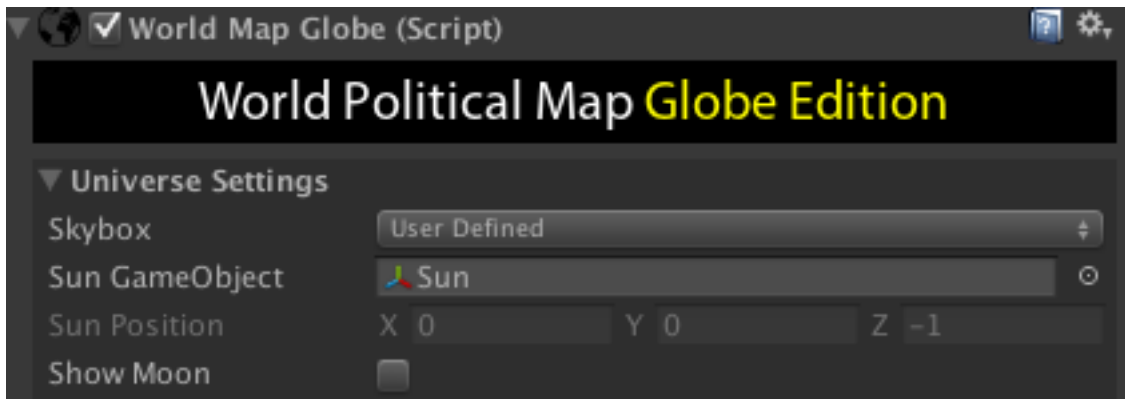 World Map Globe (Script)
World Political Map Globe Edition
Universe Settings
Skybox User Defined
Sun GameObject Sun
Sun Position X 0 Y 0 Z -1
Show Moon